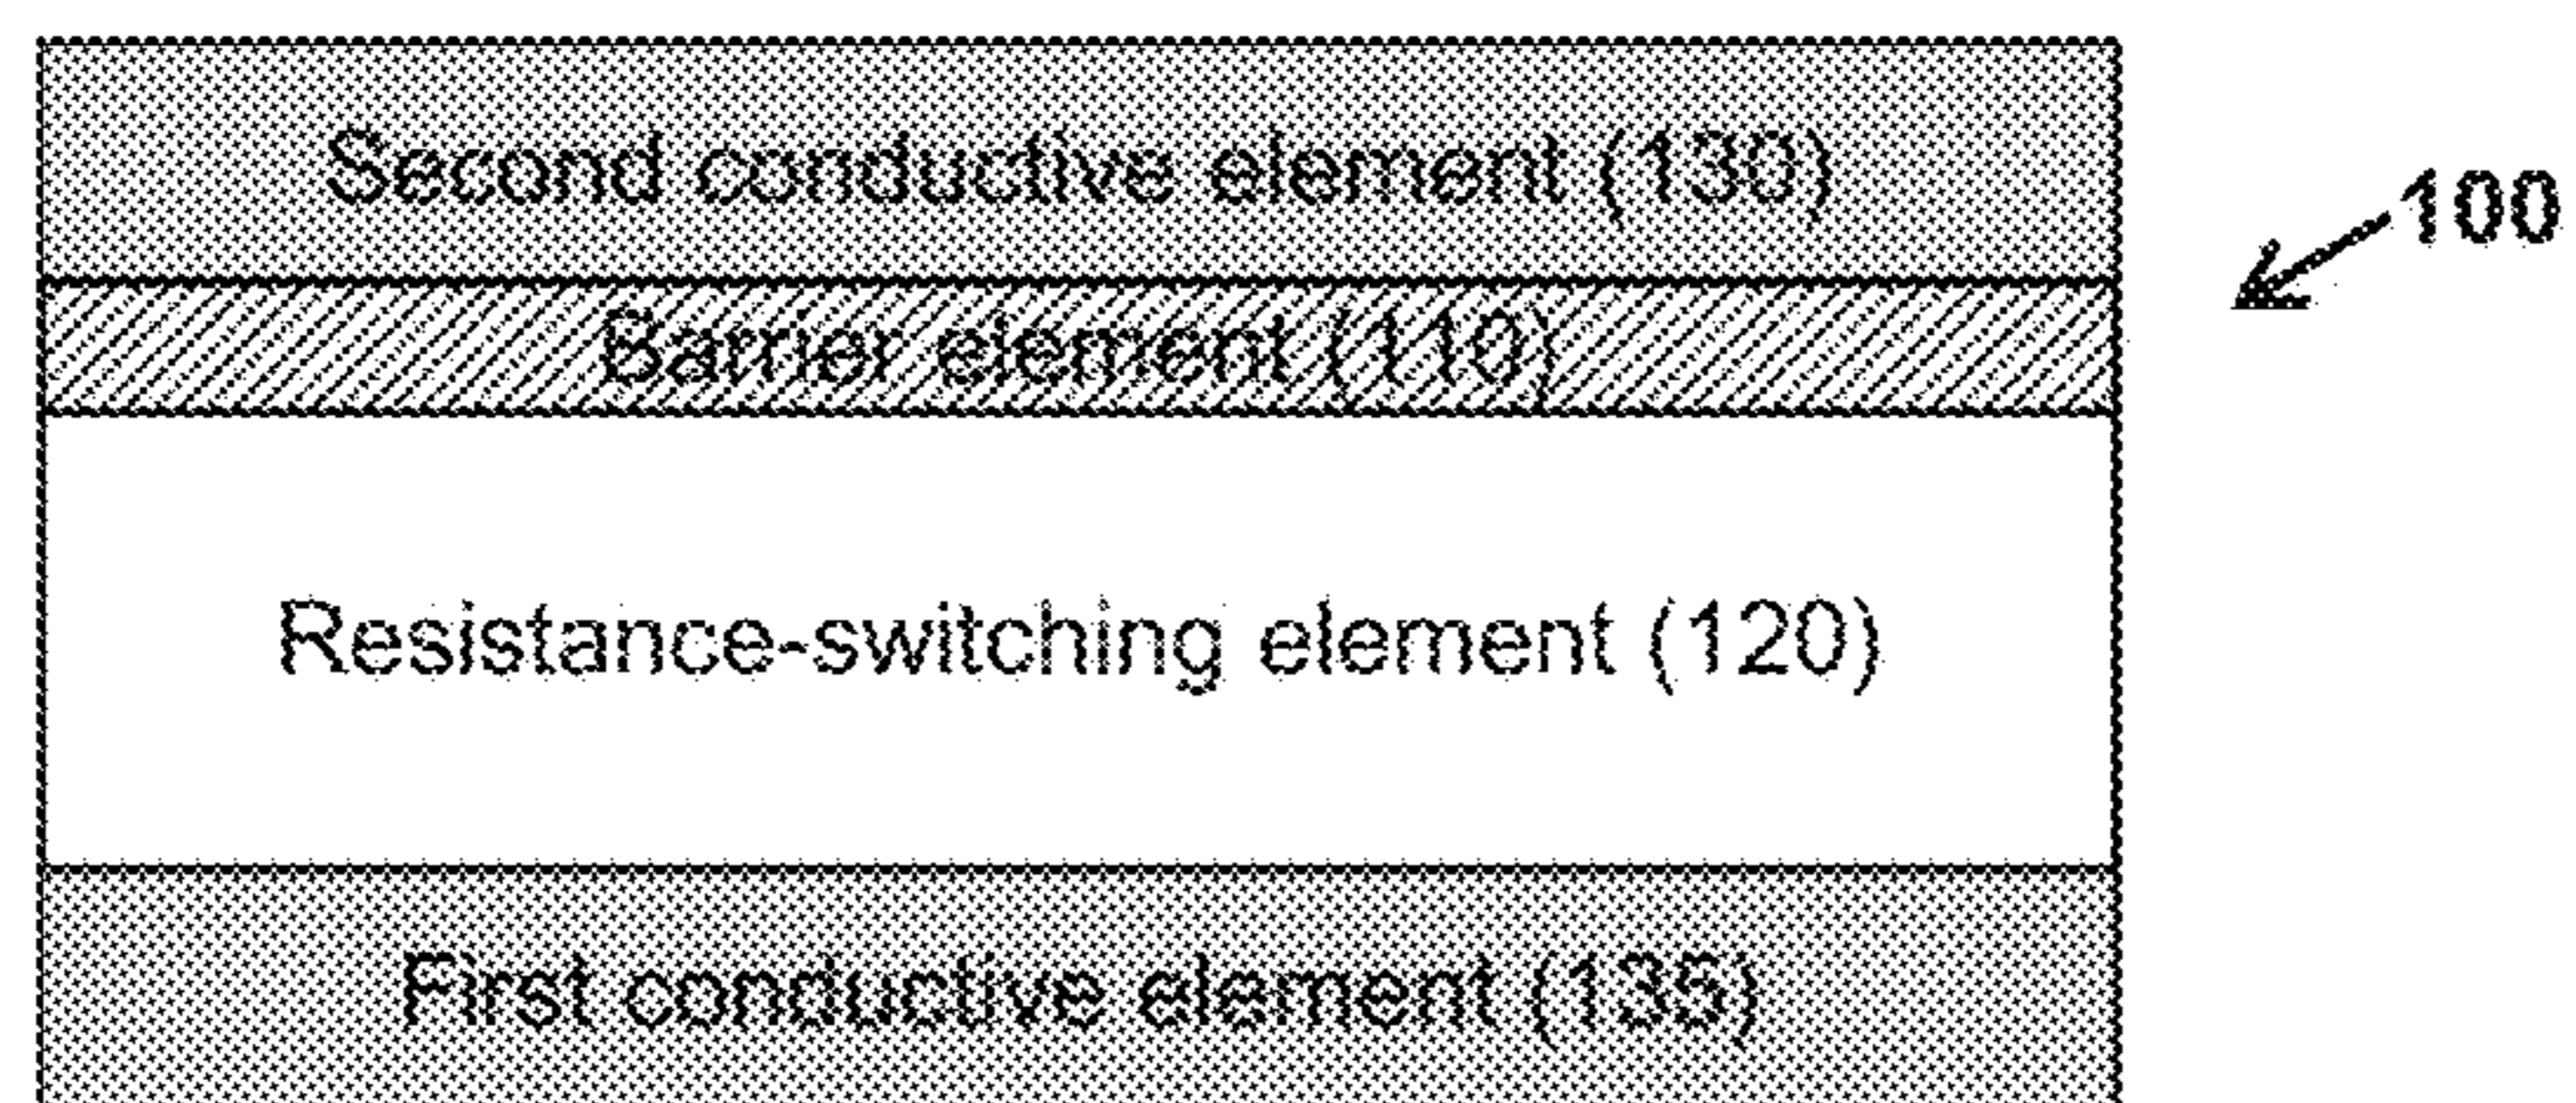 Second conductive element (130)
100
Barrier element (110)
Resistance-switching element (120)
First conductive element (135)